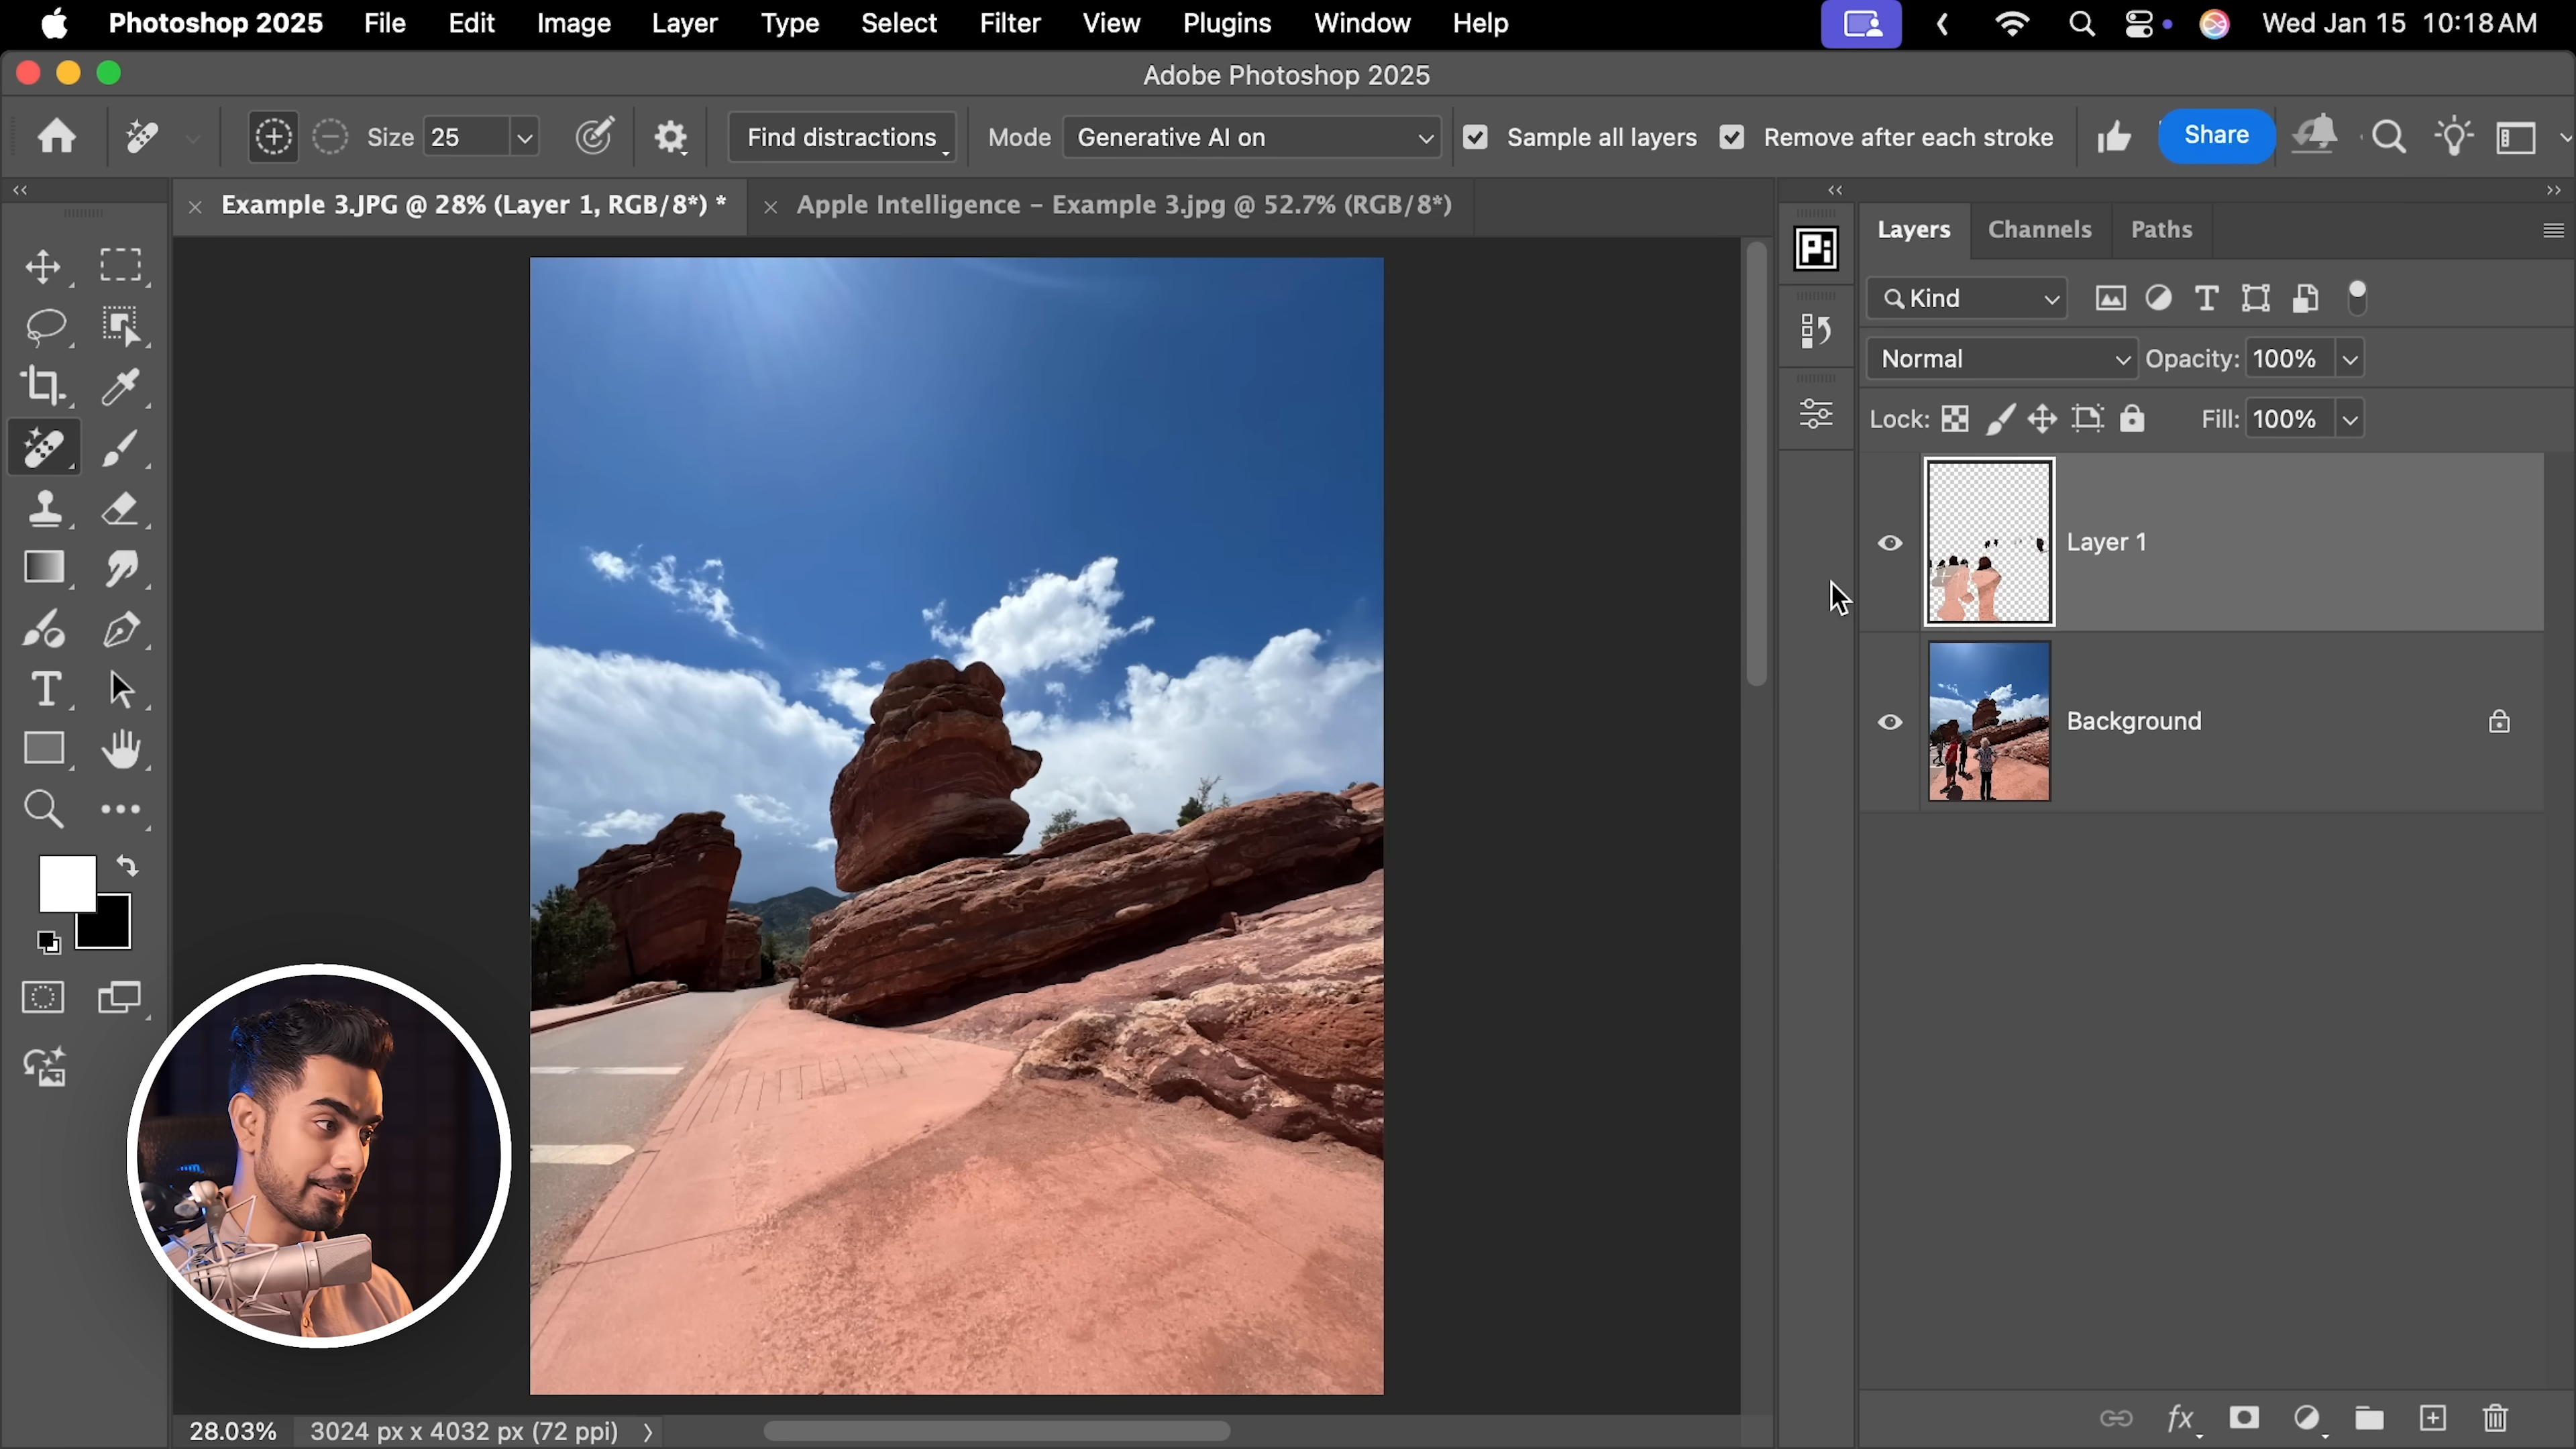 Photoshop 2025 File Edit Image Layer Type Select Filter View Plugins Window Help Wed Jan 15 10:18 AM
Adobe Photoshop 2025
Size 25 Find distractions Mode Generative AI on Sample all layers Remove after each stroke Share
Example 3.JPG @ 28% (Layer 1, RGB/8*) * Apple Intelligence – Example 3.jpg @ 52.7% (RGB/8*)
Layers Channels Paths
Pi
Kind
Normal Opacity: 100%
Lock: Fill: 100%
Layer 1
Background
28.03% 3024 px x 4032 px (72 ppi)
fx